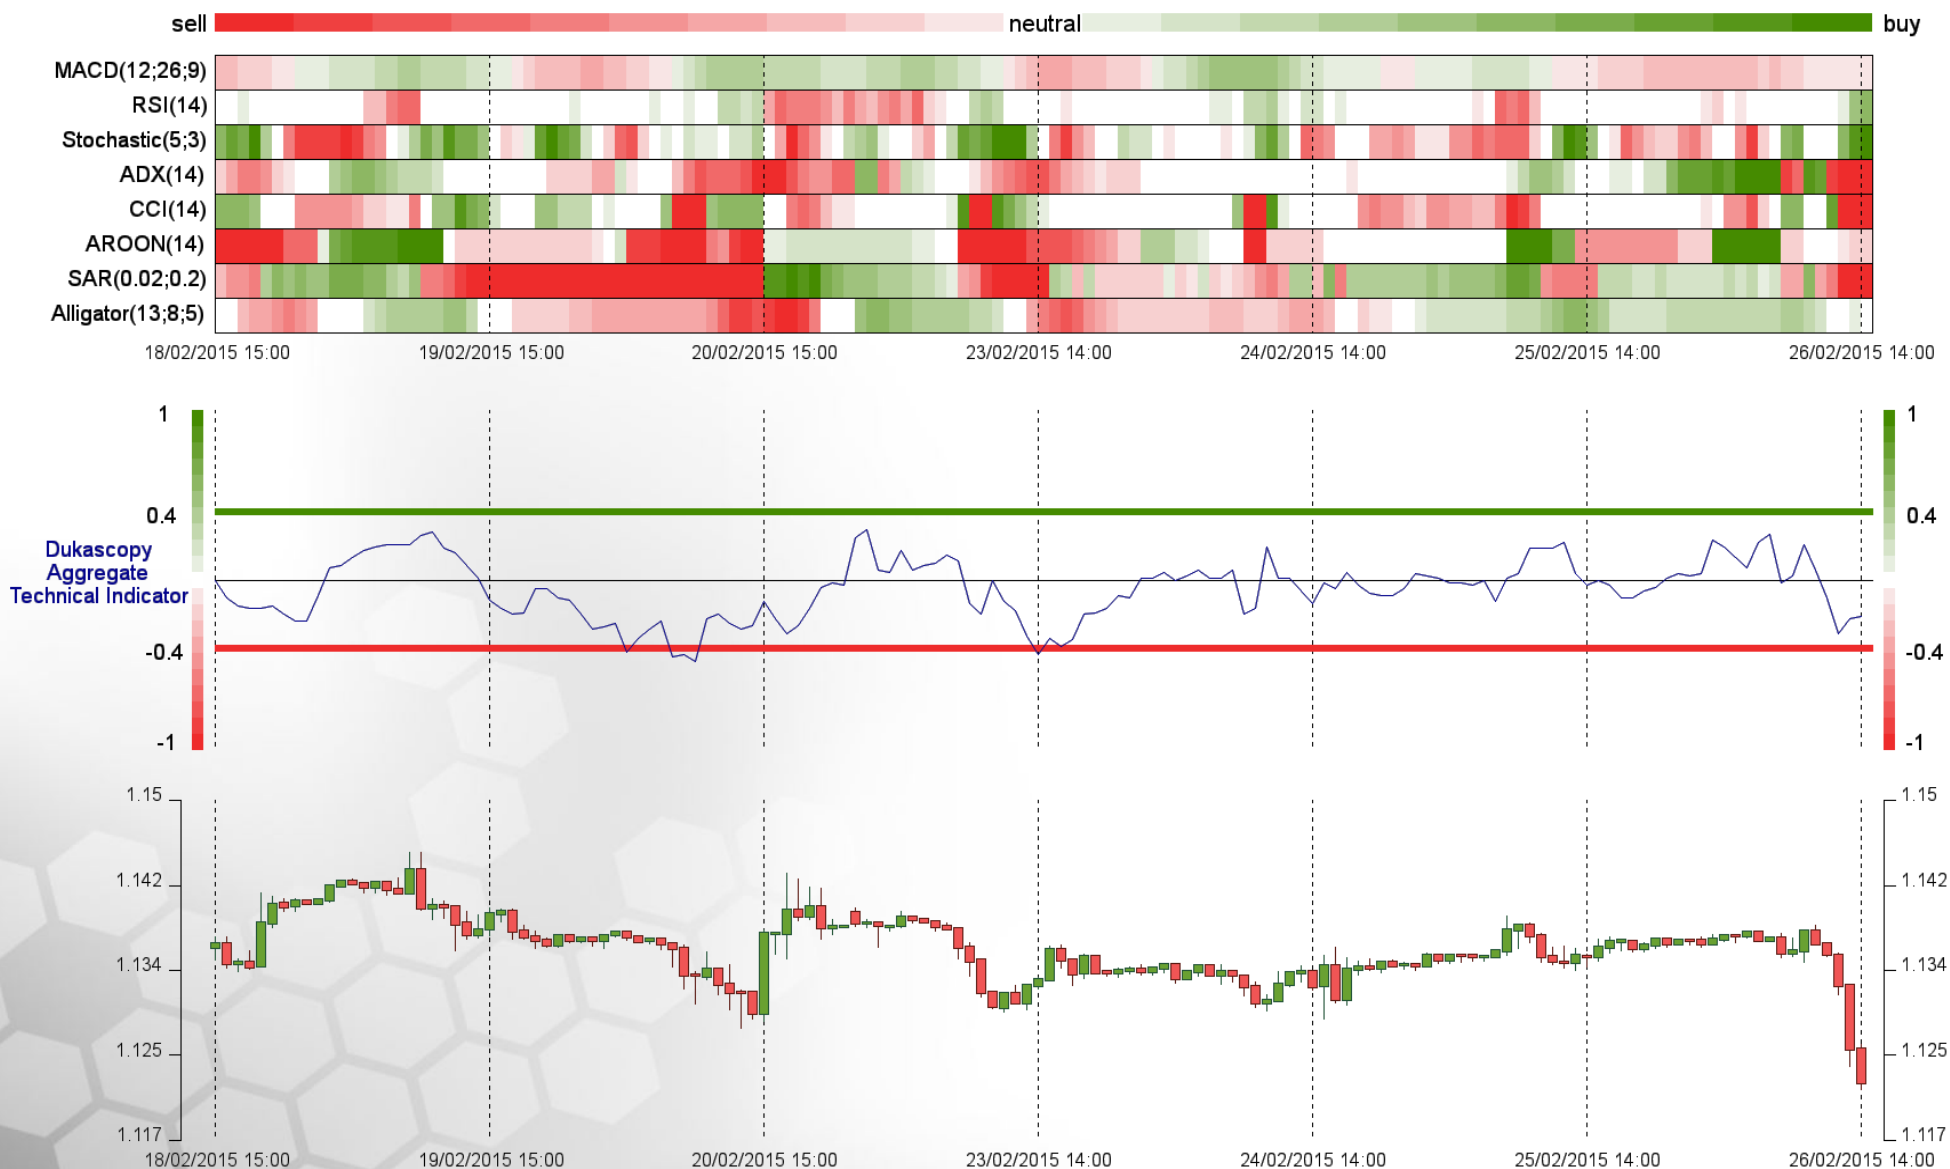 sell neutral buy
MACD(12;26;9)
RSI(14)
Stochastic(5;3)
ADX(14)
CCI(14)
AROON(14)
SAR(0.02;0.2)
Alligator(13;8;5)
18/02/2015 15:00 19/02/2015 15:00 20/02/2015 15:00 23/02/2015 14:00 24/02/2015 14:00 25/02/2015 14:00 26/02/2015 14:00
1 1
0.4 0.4
Dukascopy
Aggregate
Technical Indicator
-0.4 -0.4
-1 -1
1.15 1.15
1.142 1.142
1.134 1.134
1.125 1.125
1.117 1.117
18/02/2015 15:00 19/02/2015 15:00 20/02/2015 15:00 23/02/2015 14:00 24/02/2015 14:00 25/02/2015 14:00 26/02/2015 14:00